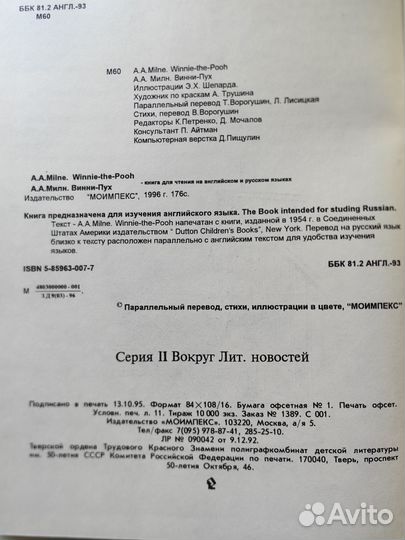 ББК 81.2 АНГЛ.-93
М60
М60 A.A.Milne. Winnie-the-Pooh
А.А. Милн. Винни-Пух
Иллюстрации Э.Х. Шепарда.
Художник по краскам А. Трушина
Параллельный перевод Т.Ворогушин, Л. Лисицкая
Стихи, перевод В.Ворогушин
Редакторы К.Петренко, Д. Мочалов
Консультант П. Айтман
Компьютерная верстка Д.Пищулин
A.A.Milne. Winnie-the-Pooh
- книга для чтения на английском и русском языках
А.А.Милн. Винни-Пух
Издательство "МОИМПЕКС", 1996 г. 176с.
Книга предназначена для изучения английского языка. The Book intended for studing Russian.
Текст - A.A.Milne. Winnie-the-Pooh напечатан с книги, изданной в 1954 г. в Соединенных
Штатах Америки издательством " Dutton Children's Books", New York. Перевод на русский язык
близко к тексту расположен параллельно с английским текстом для удобства изучения
языков.
ISBN 5-85963-007-7
ББК 81.2 АНГЛ.-93
М 4803000000 - 001
3 Д 9(03) - 96
© Параллельный перевод, стихи, иллюстрации в цвете, "МОИМПЕКС"
Серия II Вокруг Лит. новостей
Подписано в печать 13.10.95. Формат 84×108/16. Бумага офсетная № 1. Печать офсет.
Условн. печ. л. 11. Тираж 10 000 экз. Заказ № 1389. С 001.
Издательство «МОИМПЕКС». 103220, Москва, а/я 5.
Тел/факс 7(095) 978-87-41, 285-25-10.
ЛР № 090042 от 9.12.92.
Тверской ордена Трудового Красного Знамени полиграфкомбинат детской литературы
им. 50-летия СССР Комитета Российской Федерации по печати. 170040, Тверь, проспект
50-летия Октября, 46.
Avito